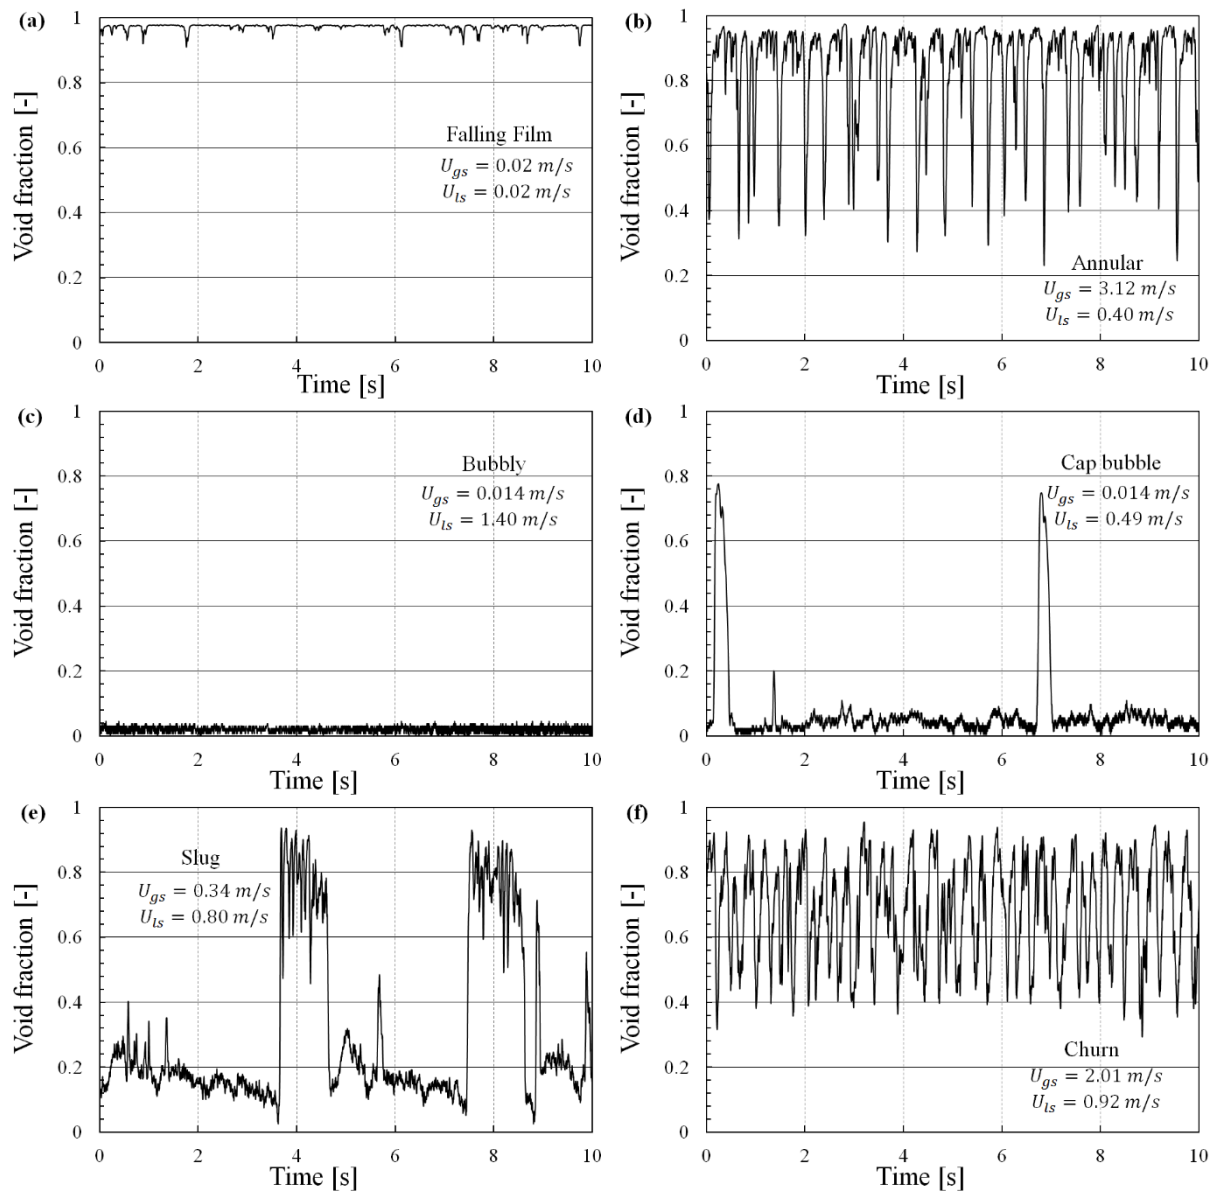 (a)
1
0.8
0.6
0.4
0.2
0
Void fraction [-]
Falling Film
U_gs = 0.02 m/s
U_ls = 0.02 m/s
0 2 4 6 8 10
Time [s]
(b)
1
0.8
0.6
0.4
0.2
0
Void fraction [-]
Annular
U_gs = 3.12 m/s
U_ls = 0.40 m/s
0 2 4 6 8 10
Time [s]
(c)
1
0.8
0.6
0.4
0.2
0
Void fraction [-]
Bubbly
U_gs = 0.014 m/s
U_ls = 1.40 m/s
0 2 4 6 8 10
Time [s]
(d)
1
0.8
0.6
0.4
0.2
0
Void fraction [-]
Cap bubble
U_gs = 0.014 m/s
U_ls = 0.49 m/s
0 2 4 6 8 10
Time [s]
(e)
1
0.8
0.6
0.4
0.2
0
Void fraction [-]
Slug
U_gs = 0.34 m/s
U_ls = 0.80 m/s
0 2 4 6 8 10
Time [s]
(f)
1
0.8
0.6
0.4
0.2
0
Void fraction [-]
Churn
U_gs = 2.01 m/s
U_ls = 0.92 m/s
0 2 4 6 8 10
Time [s]